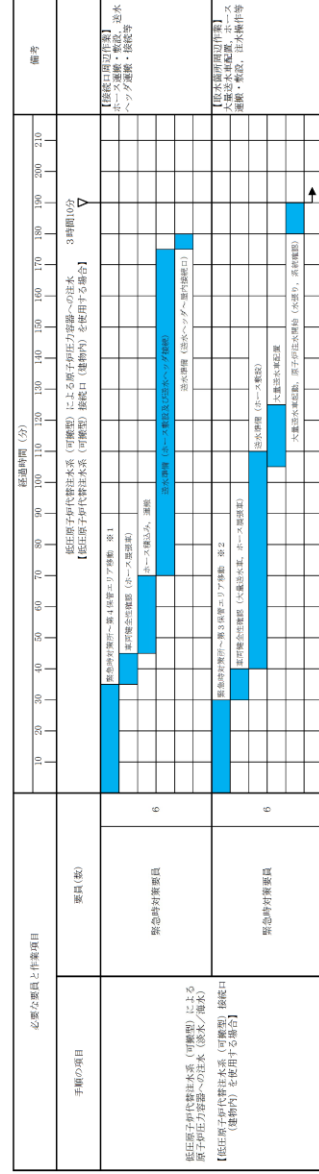 必要な要員と作業項目
経過時間（分）
備考
手順の項目
要員(数)
10 20 30 40 50 60 70 80 90 100 110 120 130 140 150 160 170 180 190 200 210
低圧原子炉代替注水系（可搬型）による原子炉圧力容器への注水
【低圧原子炉代替注水系（可搬型）接続口（建物内）を使用する場合】
3時間10分
▽
低圧原子炉代替注水系（可搬型）による
原子炉圧力容器への注水（淡水／海水）
【低圧原子炉代替注水系（可搬型）接続口
（建物内）を使用する場合】
緊急時対策要員
6
緊急時対策所～第４保管エリア移動　※１
車両健全性確認（ホース展張車）
ホース積込み、運搬
送水準備（ホース敷設及び送水ヘッダ接続）
送水準備（送水ヘッダ～屋内接続口）
【接続口周辺作業】
ホース運搬・敷設，送水
ヘッダ運搬・接続等
緊急時対策要員
6
緊急時対策所～第３保管エリア移動　※２
車両健全性確認（大量送水車、ホース展張車）
送水準備（ホース敷設）
大量送水車配置
大量送水車起動，原子炉注水開始（水張り，系統確認）
【取水箇所周辺作業】
大量送水車配置，ホース
運搬・敷設，注水操作等